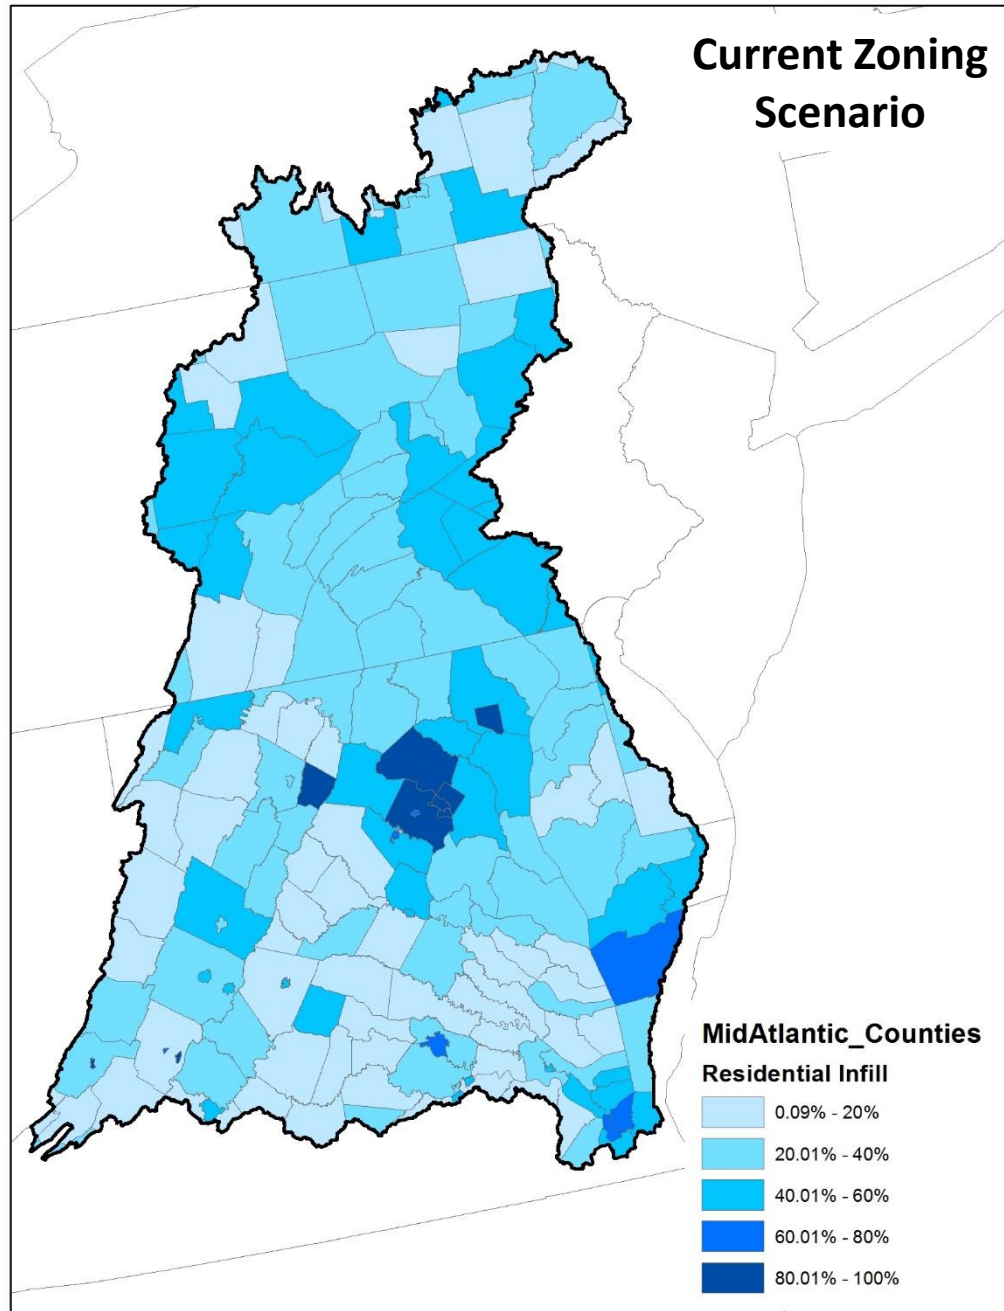 Current Zoning
Scenario
MidAtlantic_Counties
Residential Infill
0.09% - 20%
20.01% - 40%
40.01% - 60%
60.01% - 80%
80.01% - 100%